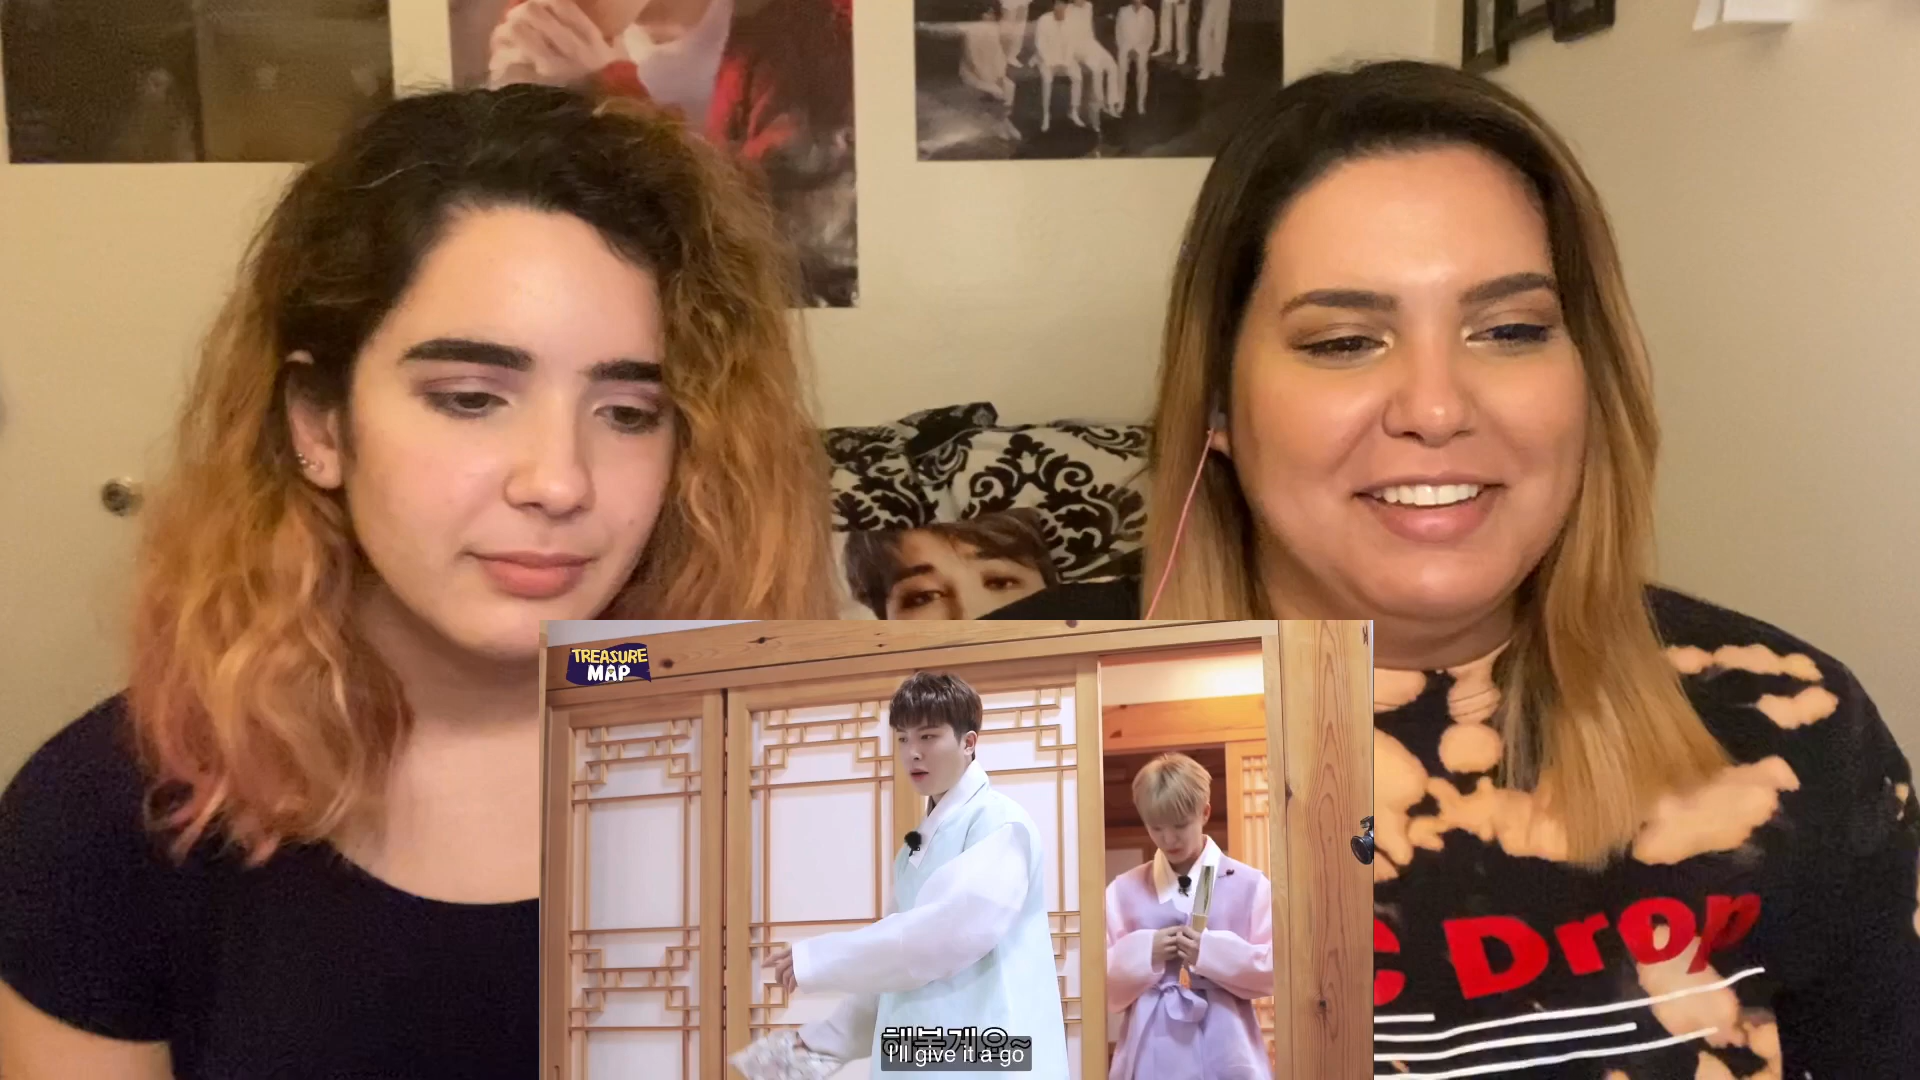 TREASURE
MAP
C Drop
해볼게요~
I'll give it a go